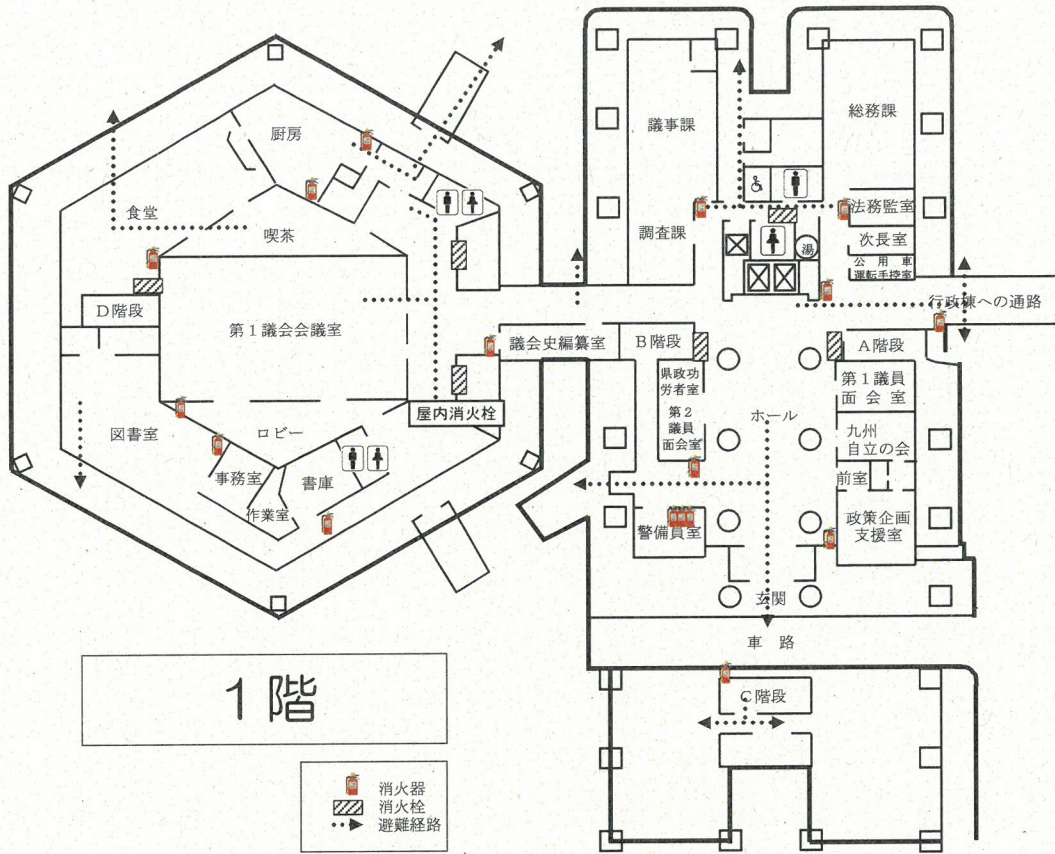 厨房
食堂
喫茶
D階段
第１議会会議室
図書室
ロビー
事務室
書庫
作業室
屋内消火栓
議会史編纂室
議事課
調査課
総務課
法務監室
次長室
公用車
運転手控室
湯
行政棟への通路
B階段
県政功
労者室
第２
議員
面会室
ホール
A階段
第１議員
面会室
九州
自立の会
前室
政策企画
支援室
警備員室
玄関
車路
C階段
1階
消火器
消火栓
避難経路